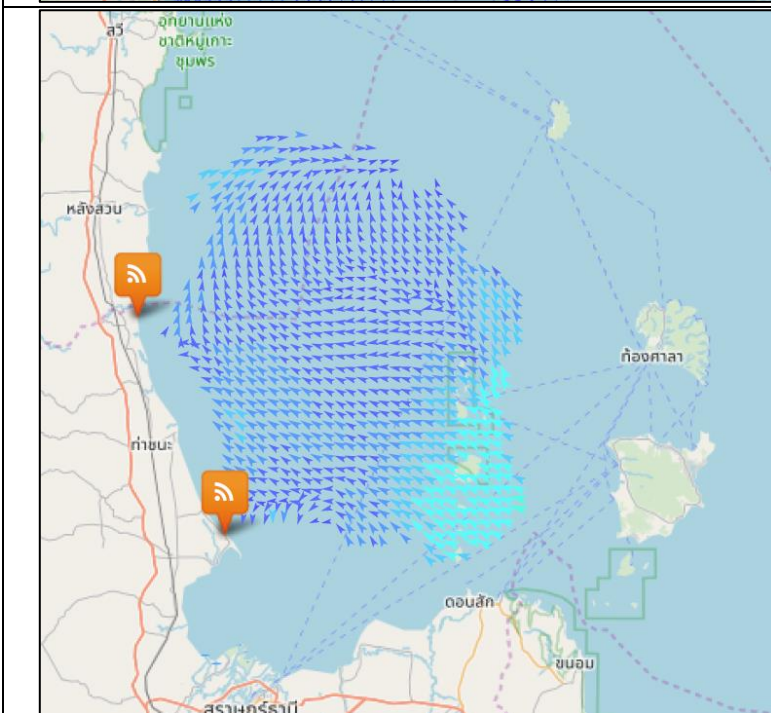 สวี
อุทยานแห่ง
ชาติหมู่เกาะ
ชุมพร
หลังสวน
ท้องศาลา
ท่าชนะ
ดอนสัก
ขนอม
สุราษฎร์ธานี